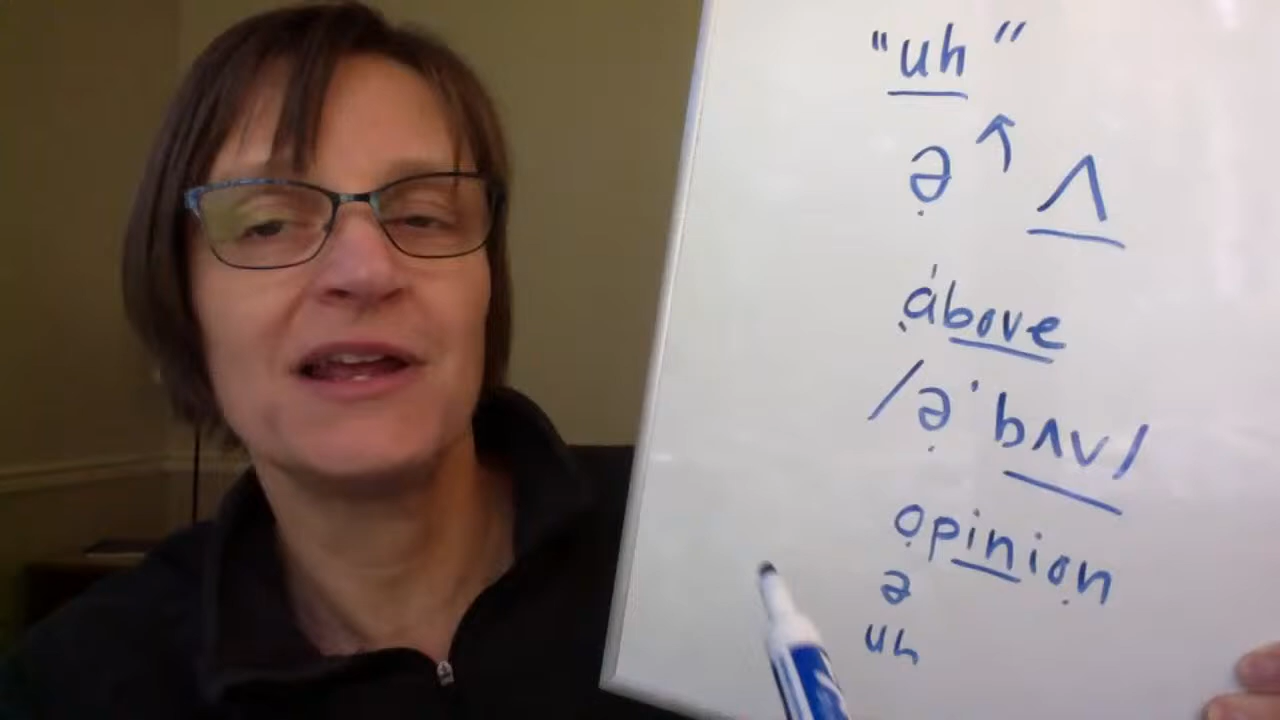 "uh"
ə ↑ ʌ
above
/əˈbʌv/
opinion
ə
uh